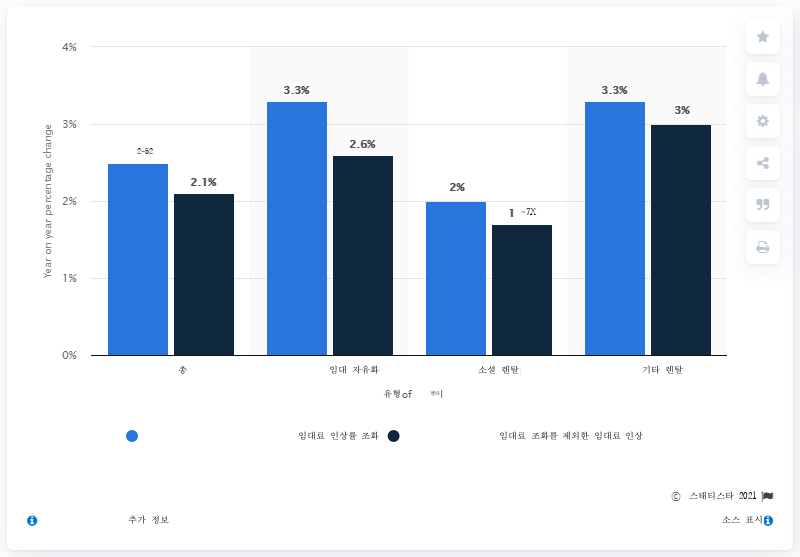 4%
3.3%
3.3%
3%
3%
2.6%
2.1%
2%
2%
1 -7X
1%
0%
Year on year percentage change
총 임대 자유화 소셜 렌탈 기타 렌탈
유형of
임대료 인상률 조화 임대료 조화를 제외한 임대료 인상
© 스태티스타 2021
추가 정보 소스 표시